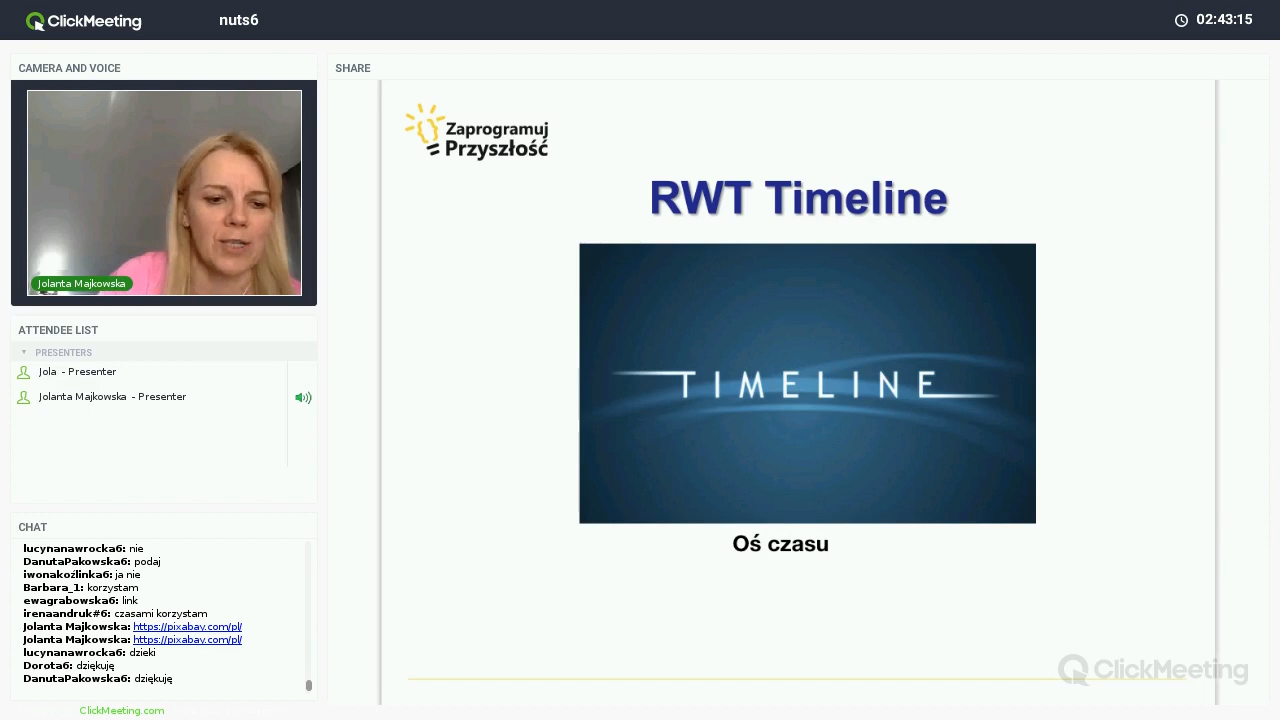 ClickMeeting
nuts6
02:43:15
CAMERA AND VOICE
Jolanta Majkowska
ATTENDEE LIST
PRESENTERS
Jola - Presenter
Jolanta Majkowska - Presenter
CHAT
lucynanawrocka6: nie
DanutaPakowska6: podaj
iwonakoźlinka6: ja nie
Barbara_1: korzystam
ewagrabowska6: link
irenaandruk#6: czasami korzystam
Jolanta Majkowska: https://pixabay.com/pl/
Jolanta Majkowska: https://pixabay.com/pl/
lucynanawrocka6: dzieki
Dorota6: dziękuję
DanutaPakowska6: dziękuję
ClickMeeting.com
SHARE
Zaprogramuj
Przyszłość
RWT Timeline
TIMELINE
Oś czasu
ClickMeeting